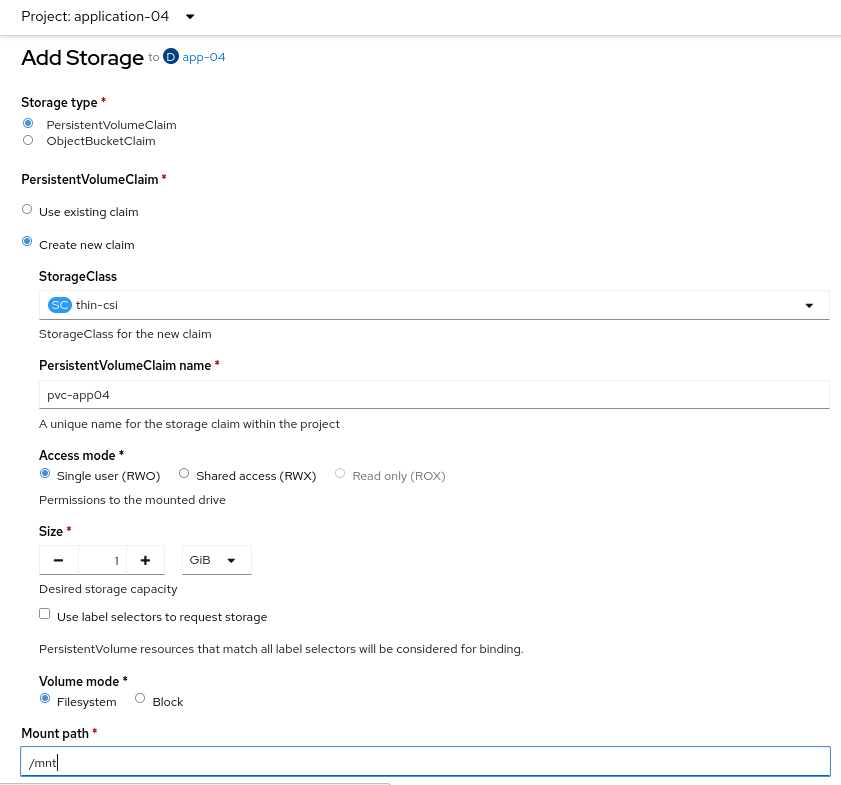 Project: application-04
Add Storage to D app-04
Storage type *
PersistentVolumeClaim
ObjectBucketClaim
PersistentVolumeClaim *
Use existing claim
Create new claim
StorageClass
SC thin-csi
StorageClass for the new claim
PersistentVolumeClaim name *
pvc-app04
A unique name for the storage claim within the project
Access mode *
Single user (RWO) Shared access (RWX) Read only (ROX)
Permissions to the mounted drive
Size *
1 GiB
Desired storage capacity
Use label selectors to request storage
PersistentVolume resources that match all label selectors will be considered for binding.
Volume mode *
Filesystem Block
Mount path *
/mnt